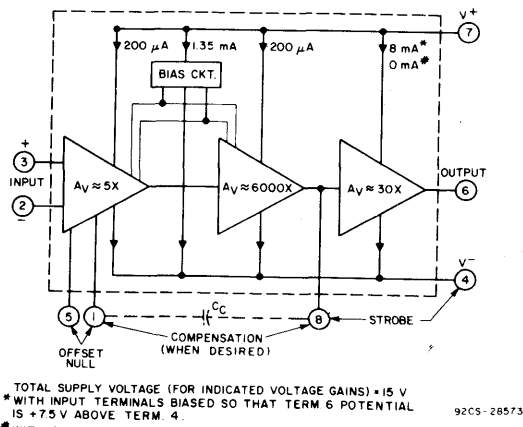 V+
7
200 μA
1.35 mA
200 μA
8 mA*
0 mA#
BIAS CKT.
+
3
INPUT
2
−
AV ≈ 5X
AV ≈ 6000X
AV ≈ 30X
OUTPUT
6
V−
4
5
1
CC
8
STROBE
OFFSET
NULL
COMPENSATION
(WHEN DESIRED)
TOTAL SUPPLY VOLTAGE (FOR INDICATED VOLTAGE GAINS) = 15 V
* WITH INPUT TERMINALS BIASED SO THAT TERM 6 POTENTIAL
IS +7.5 V ABOVE TERM. 4.
92CS-28573
#